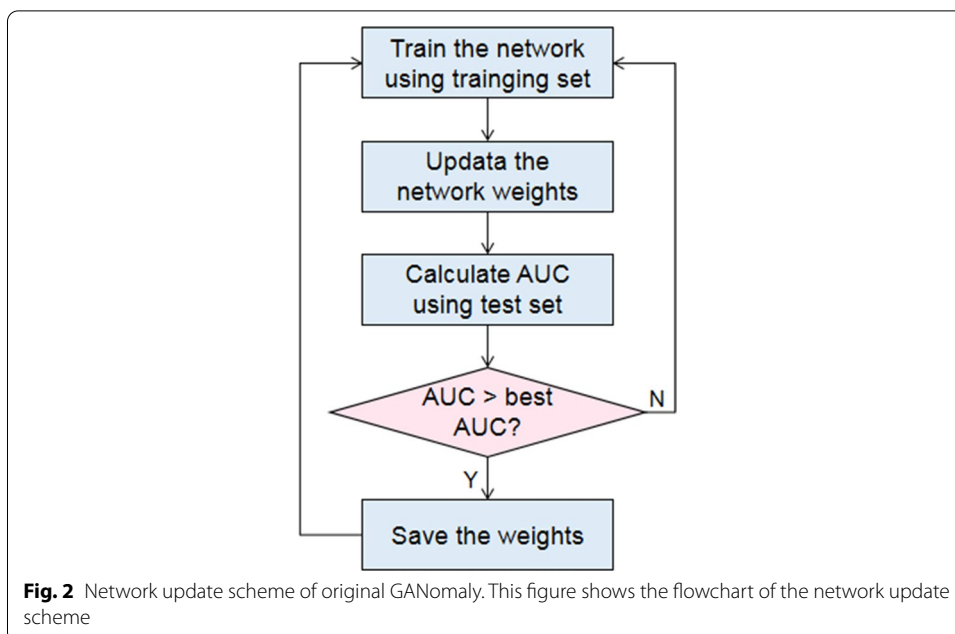 Train the network
using trainging set
Updata the
network weights
Calculate AUC
using test set
AUC > best
AUC?
N
Y
Save the weights
Fig. 2 Network update scheme of original GANomaly. This figure shows the flowchart of the network update
scheme